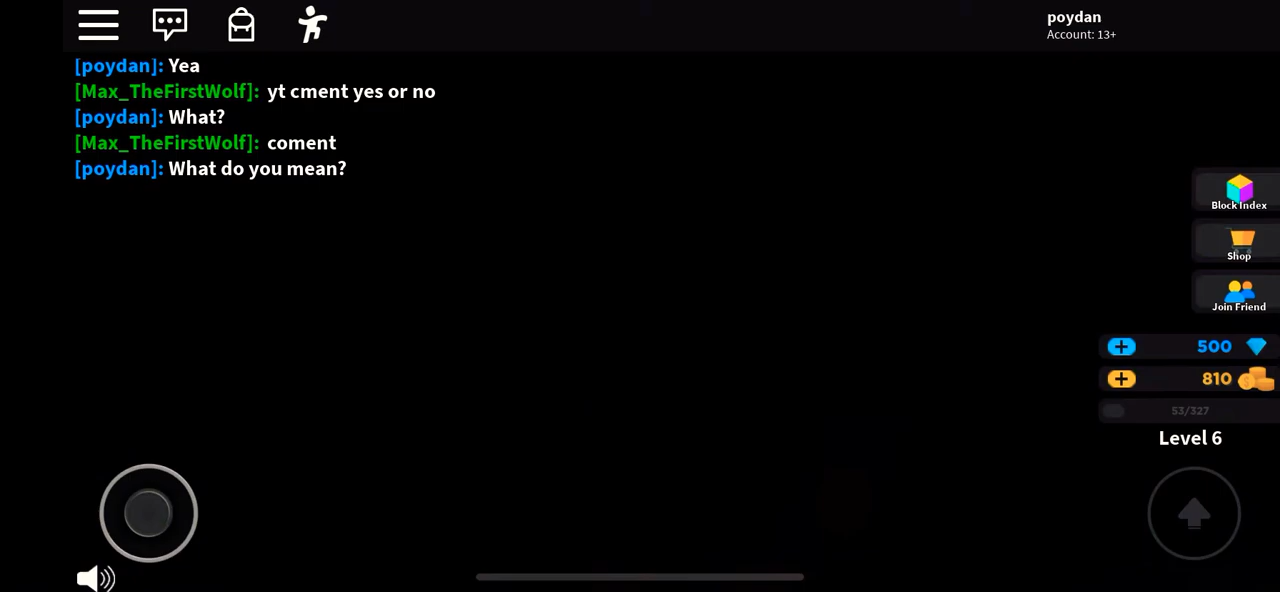 poydan
Account: 13+
[poydan]: Yea
[Max_TheFirstWolf]: yt cment yes or no
[poydan]: What?
[Max_TheFirstWolf]: coment
[poydan]: What do you mean?
Block Index
Shop
Join Friend
500
810
53/327
Level 6